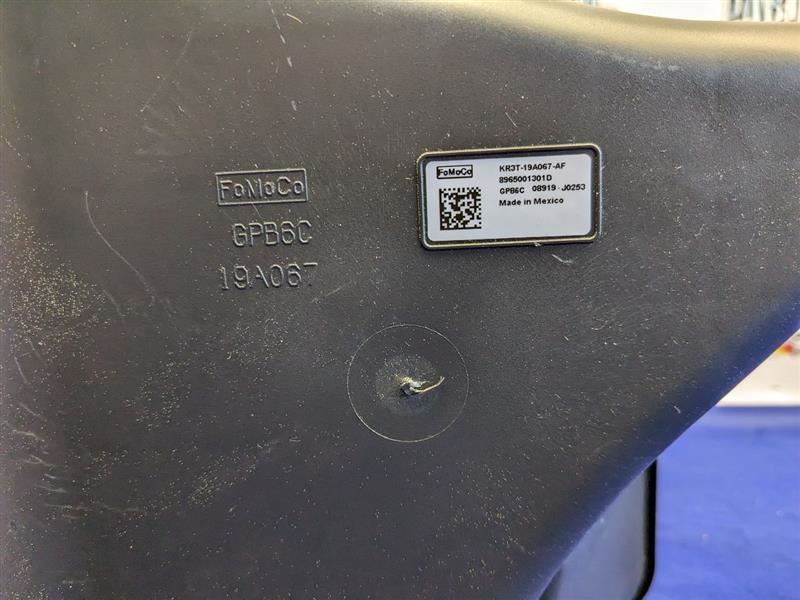 FoMoCo
GPB6C
19A067
FoMoCo
KR3T-19A067-AF
8965001301D
GPB6C 08919 J0253
Made in Mexico